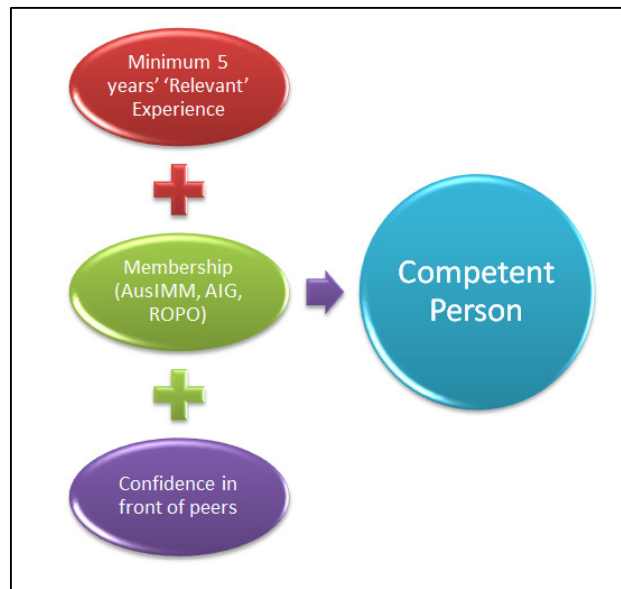 Minimum 5
years’ ‘Relevant’
Experience
Membership
(AusIMM, AIG,
ROPO)
Competent
Person
Confidence in
front of peers